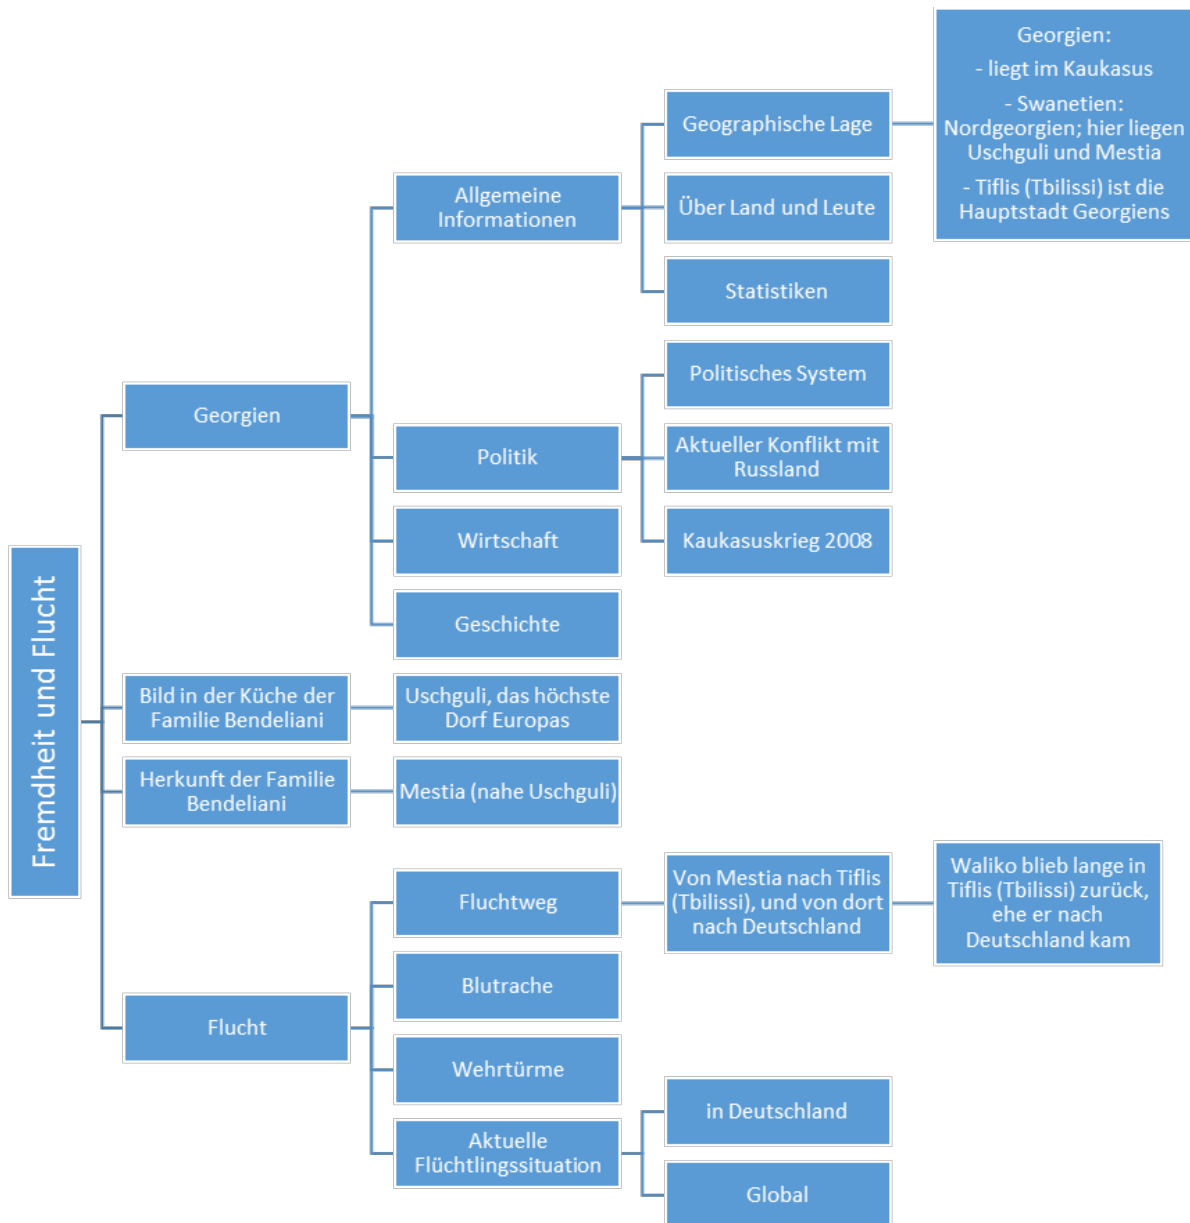 Fremdheit und Flucht
Georgien
Allgemeine
Informationen
Geographische Lage
Georgien:
- liegt im Kaukasus
- Swanetien:
Nordgeorgien; hier liegen
Uschguli und Mestia
- Tiflis (Tbilissi) ist die
Hauptstadt Georgiens
Über Land und Leute
Statistiken
Politik
Politisches System
Aktueller Konflikt mit
Russland
Kaukasuskrieg 2008
Wirtschaft
Geschichte
Bild in der Küche der
Familie Bendeliani
Uschguli, das höchste
Dorf Europas
Herkunft der Familie
Bendeliani
Mestia (nahe Uschguli)
Flucht
Fluchtweg
Von Mestia nach Tiflis
(Tbilissi), und von dort
nach Deutschland
Waliko blieb lange in
Tiflis (Tbilissi) zurück,
ehe er nach
Deutschland kam
Blutrache
Wehrtürme
Aktuelle
Flüchtlingssituation
in Deutschland
Global